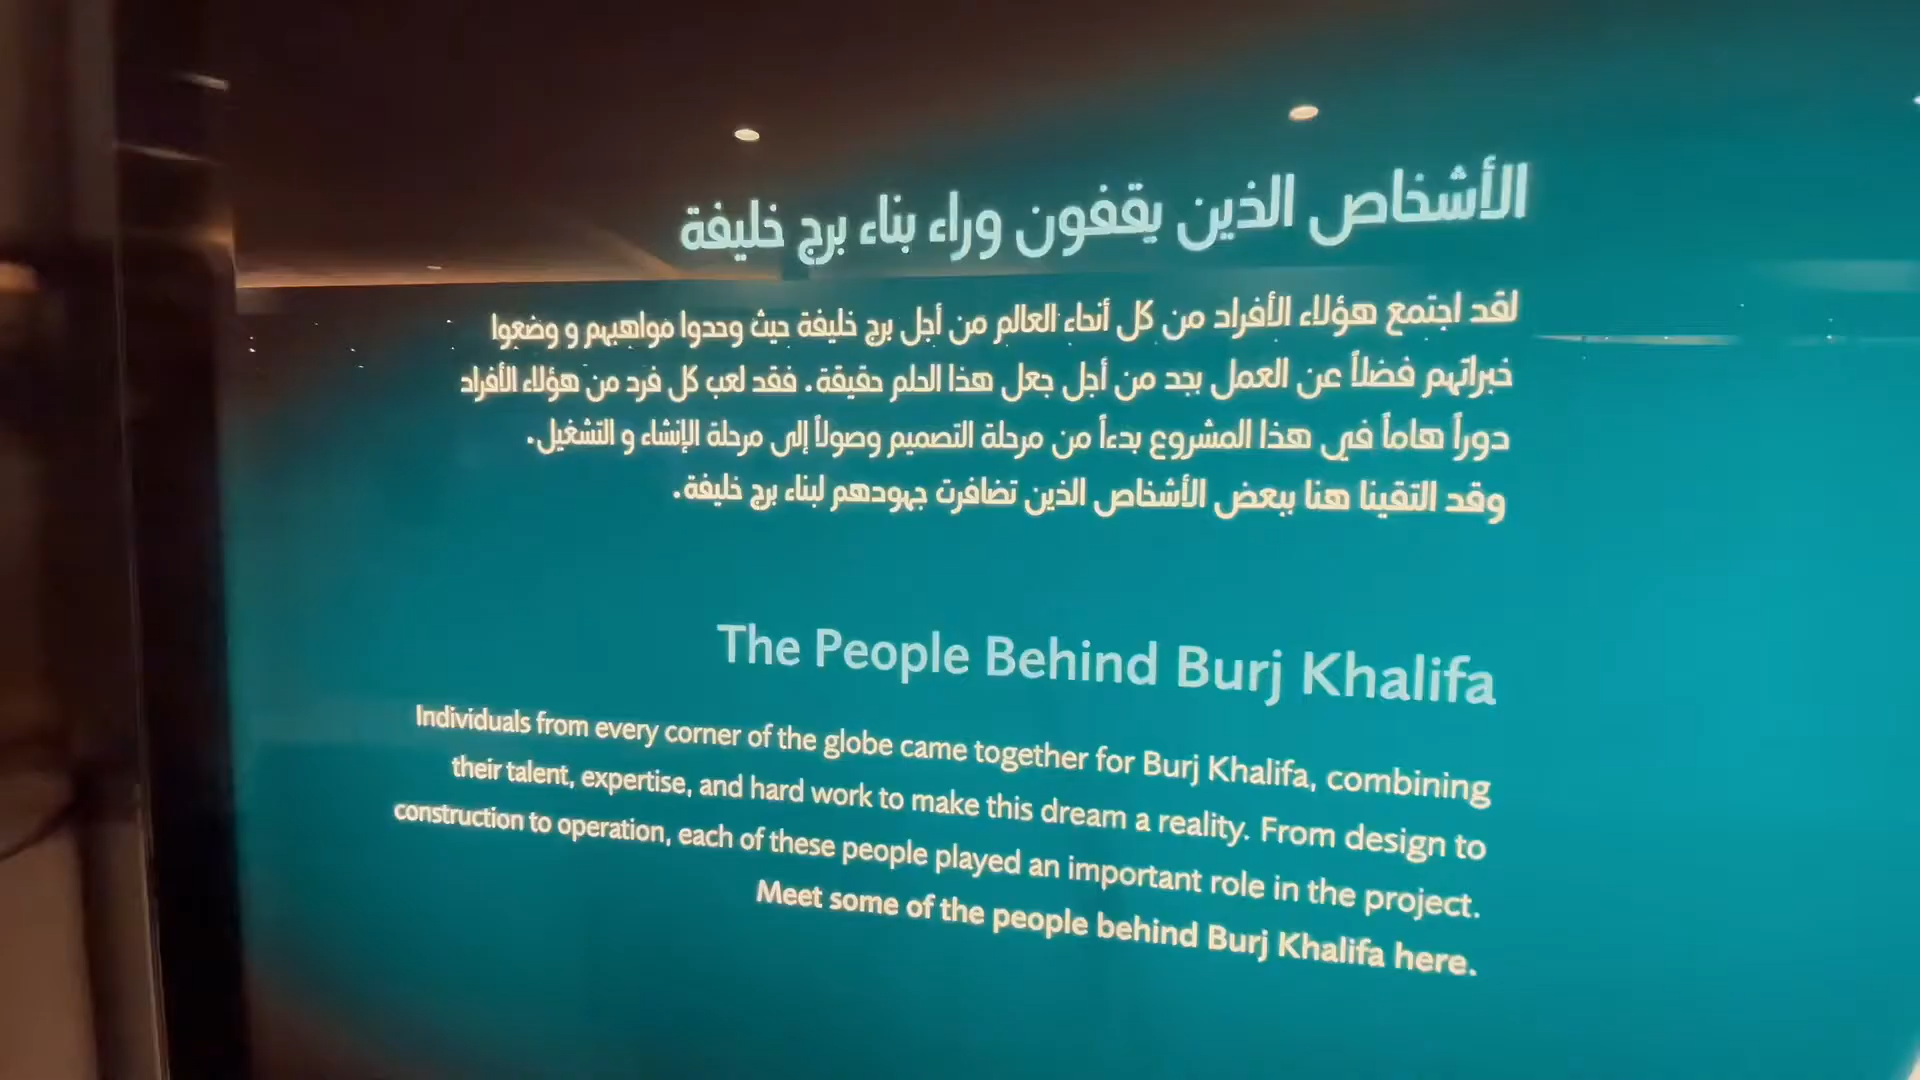 الأشخاص الذين يقفون وراء بناء برج خليفة
لقد اجتمع هؤلاء الأفراد من كل أنحاء العالم من أجل برج خليفة حيث وحدوا مواهبهم و وضعوا
خبراتهم فضلاً عن العمل بجد من أجل جعل هذا الحلم حقيقة. فقد لعب كل فرد من هؤلاء الأفراد
دوراً هاماً في هذا المشروع بدءاً من مرحلة التصميم وصولاً إلى مرحلة الإنشاء و التشغيل.
وقد التقينا هنا ببعض الأشخاص الذين تضافرت جهودهم لبناء برج خليفة.
The People Behind Burj Khalifa
Individuals from every corner of the globe came together for Burj Khalifa, combining
their talent, expertise, and hard work to make this dream a reality. From design to
construction to operation, each of these people played an important role in the project.
Meet some of the people behind Burj Khalifa here.